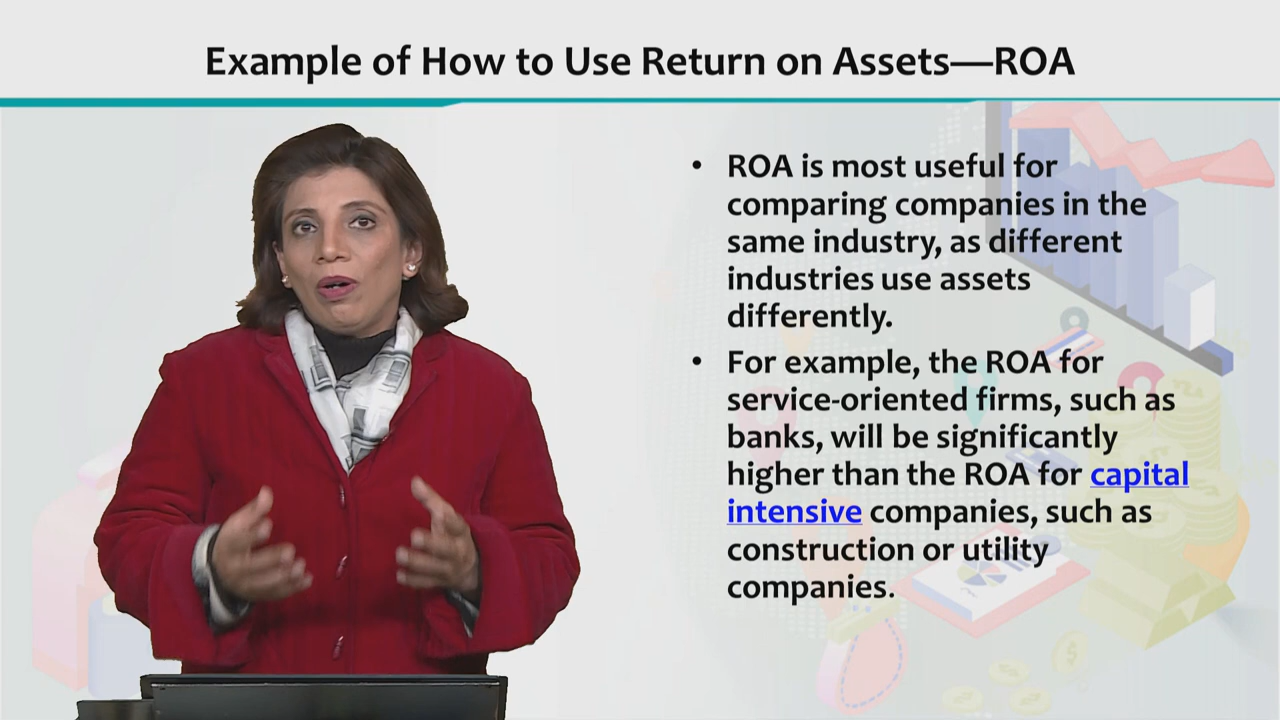 Example of How to Use Return on Assets—ROA
• ROA is most useful for
comparing companies in the
same industry, as different
industries use assets
differently.
• For example, the ROA for
service-oriented firms, such as
banks, will be significantly
higher than the ROA for capital
intensive companies, such as
construction or utility
companies.